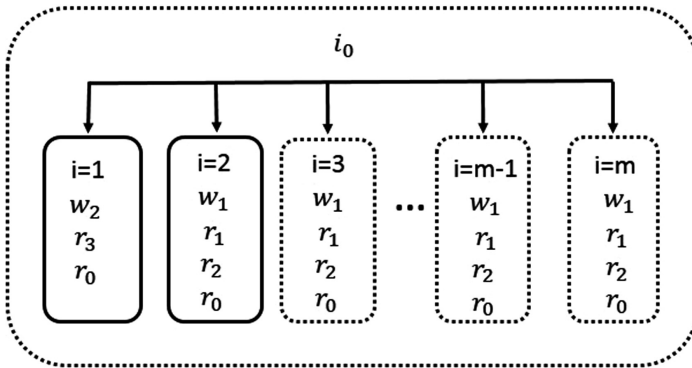 i₀
i=1
w₂
r₃
r₀
i=2
w₁
r₁
r₂
r₀
i=3
w₁
r₁
r₂
r₀
...
i=m-1
w₁
r₁
r₂
r₀
i=m
w₁
r₁
r₂
r₀